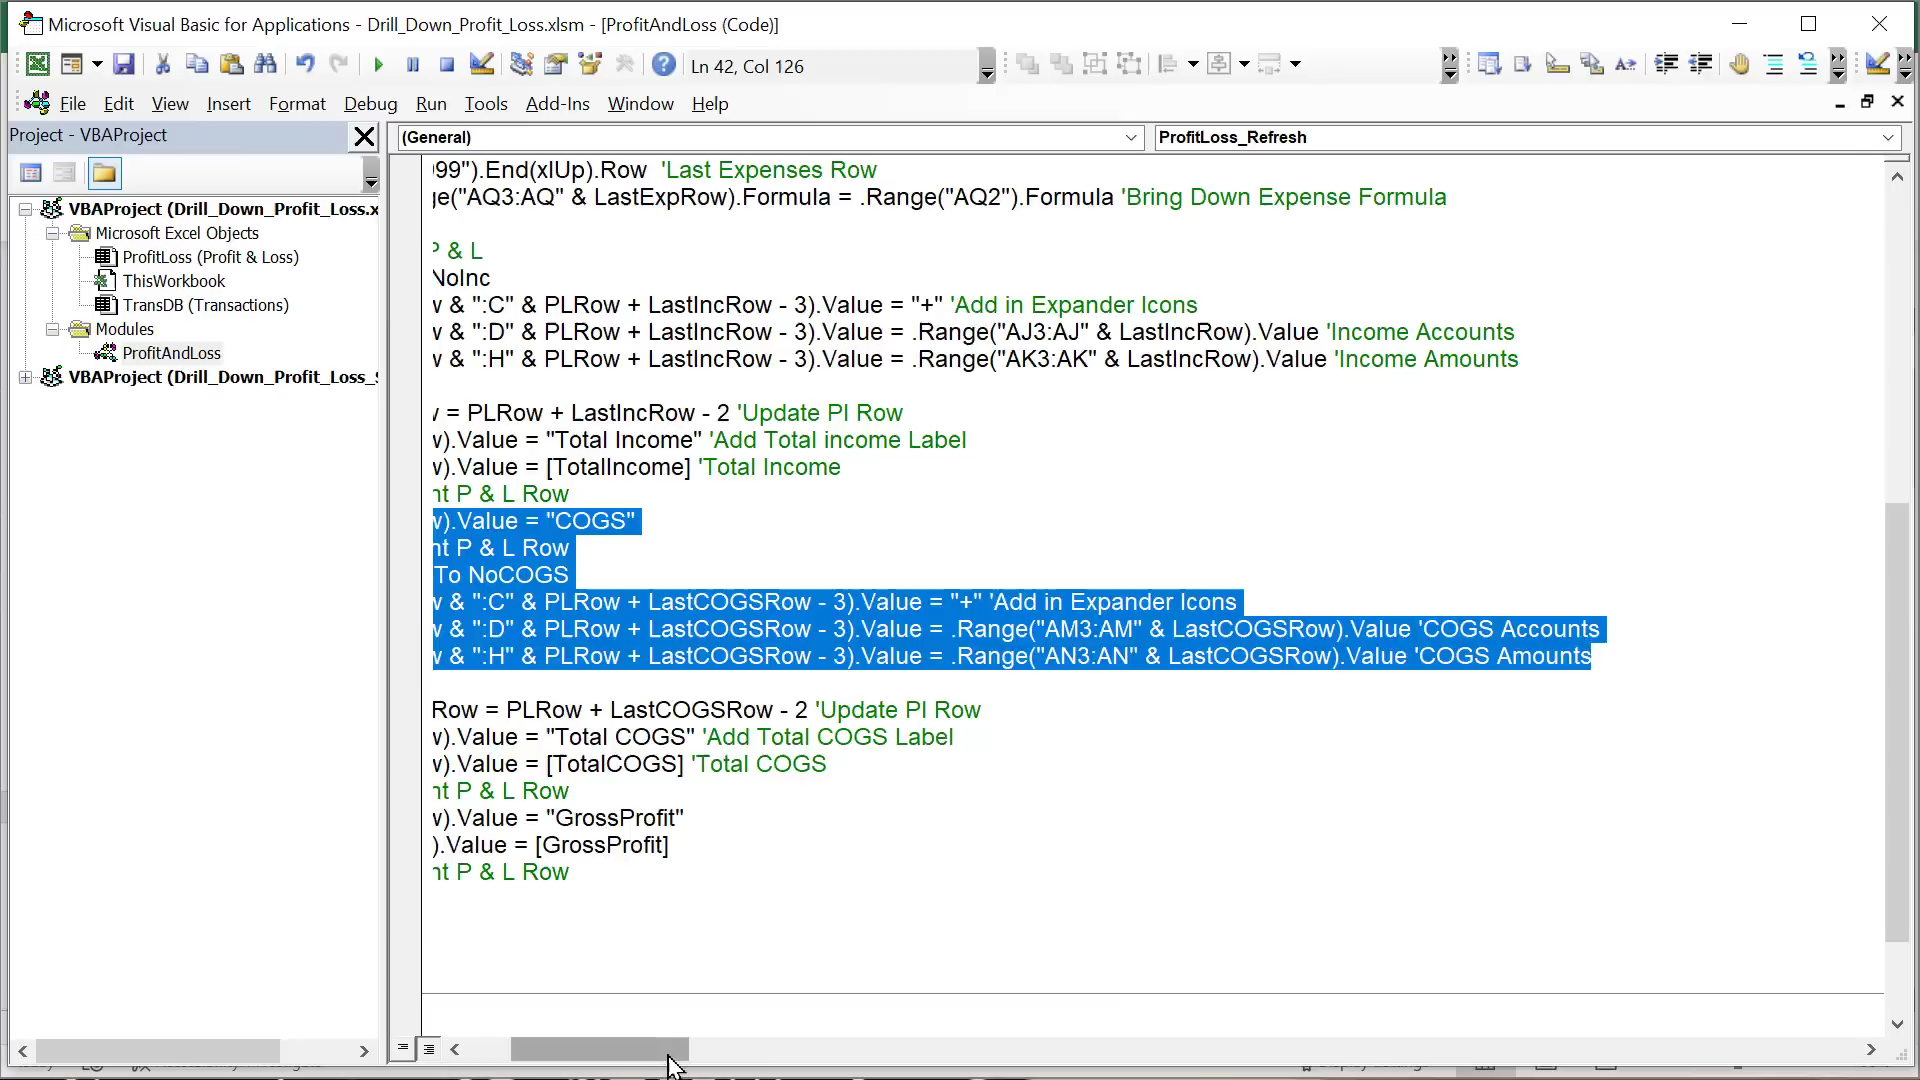 Microsoft Visual Basic for Applications - Drill_Down_Profit_Loss.xlsm - [ProfitAndLoss (Code)]
Ln 42, Col 126
File Edit View Insert Format Debug Run Tools Add-Ins Window Help
Project - VBAProject
(General)
ProfitLoss_Refresh
VBAProject (Drill_Down_Profit_Loss.x
Microsoft Excel Objects
ProfitLoss (Profit & Loss)
ThisWorkbook
TransDB (Transactions)
Modules
ProfitAndLoss
VBAProject (Drill_Down_Profit_Loss_S
99").End(xlUp).Row 'Last Expenses Row
ge("AQ3:AQ" & LastExpRow).Formula = .Range("AQ2").Formula 'Bring Down Expense Formula
P & L
NoInc
w & ":C" & PLRow + LastIncRow - 3).Value = "+" 'Add in Expander Icons
w & ":D" & PLRow + LastIncRow - 3).Value = .Range("AJ3:AJ" & LastIncRow).Value 'Income Accounts
w & ":H" & PLRow + LastIncRow - 3).Value = .Range("AK3:AK" & LastIncRow).Value 'Income Amounts
w = PLRow + LastIncRow - 2 'Update Pl Row
w).Value = "Total Income" 'Add Total income Label
w).Value = [TotalIncome] 'Total Income
nt P & L Row
w).Value = "COGS"
nt P & L Row
To NoCOGS
w & ":C" & PLRow + LastCOGSRow - 3).Value = "+" 'Add in Expander Icons
w & ":D" & PLRow + LastCOGSRow - 3).Value = .Range("AM3:AM" & LastCOGSRow).Value 'COGS Accounts
w & ":H" & PLRow + LastCOGSRow - 3).Value = .Range("AN3:AN" & LastCOGSRow).Value 'COGS Amounts
Row = PLRow + LastCOGSRow - 2 'Update Pl Row
w).Value = "Total COGS" 'Add Total COGS Label
w).Value = [TotalCOGS] 'Total COGS
nt P & L Row
w).Value = "GrossProfit"
).Value = [GrossProfit]
nt P & L Row